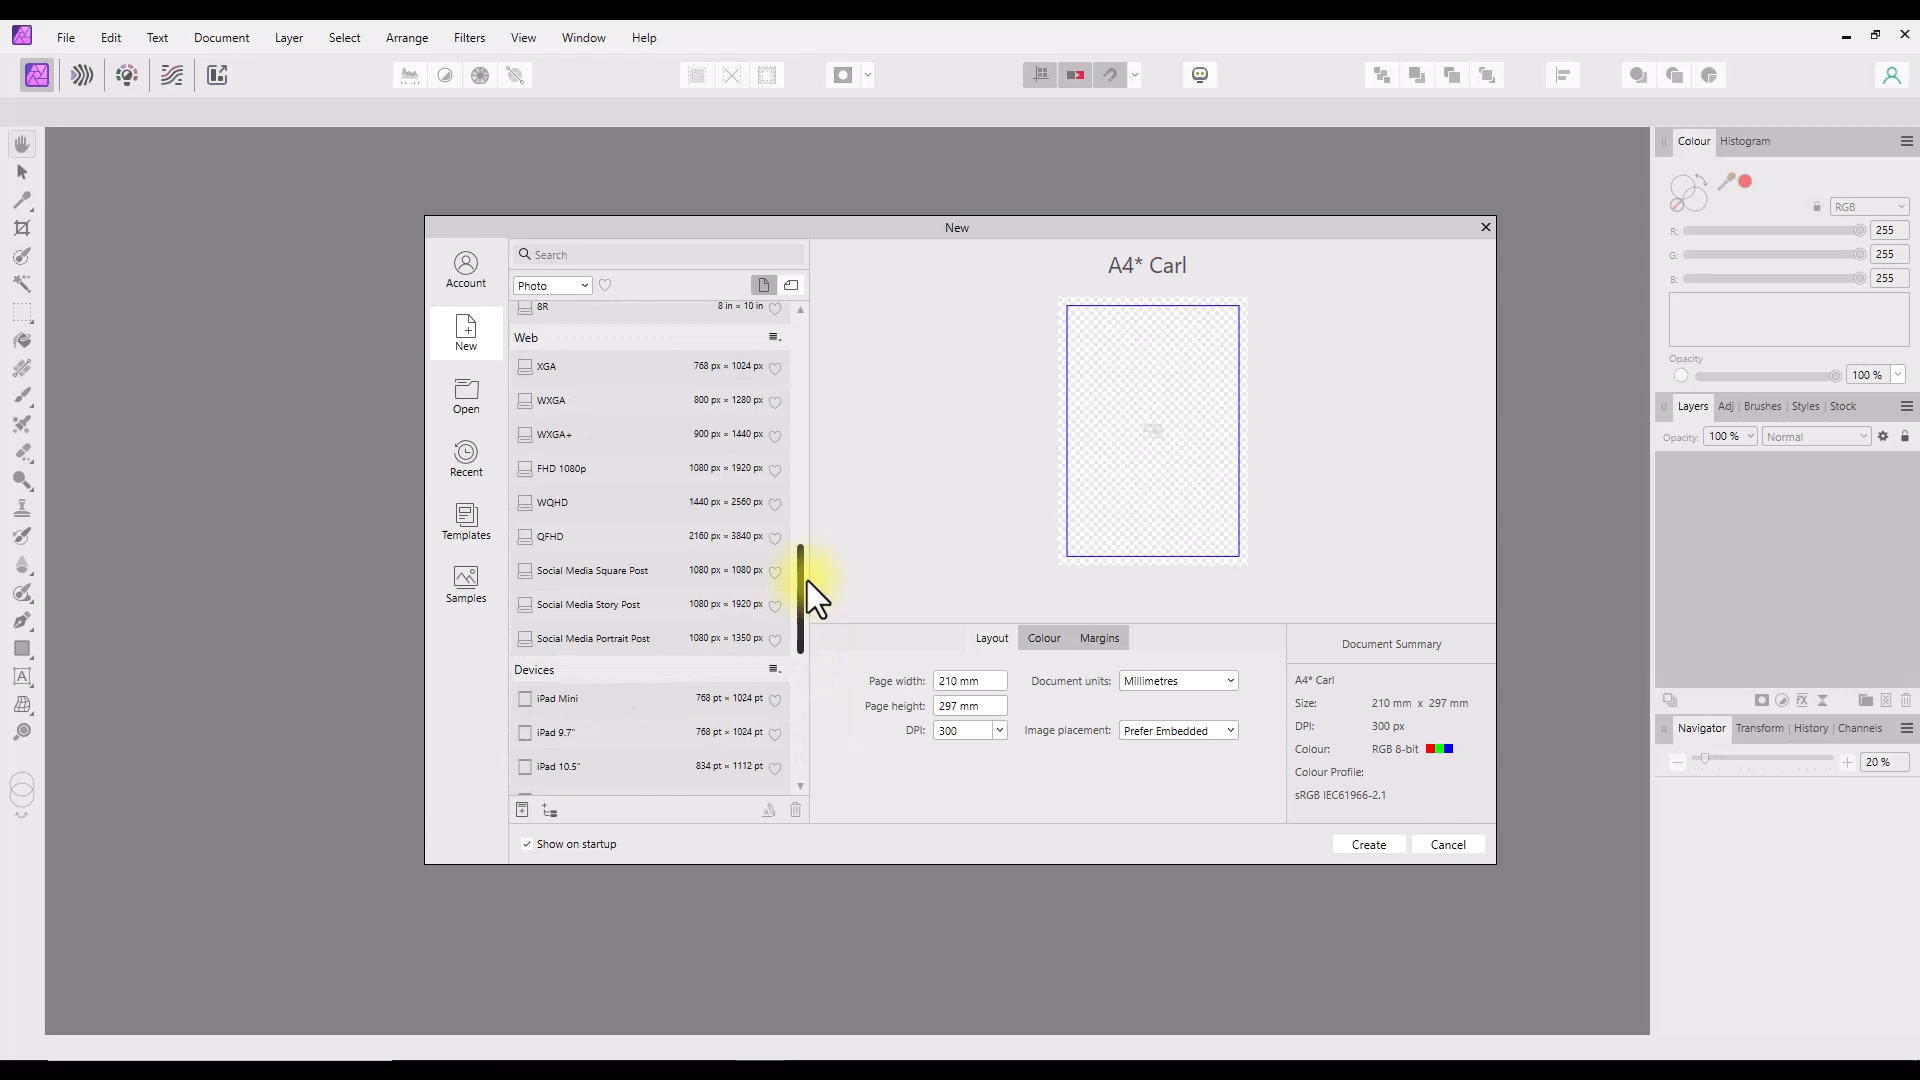 File Edit Text Document Layer Select Arrange Filters View Window Help
Colour Histogram
RGB
R: 255
G: 255
B: 255
Opacity
100 %
Layers Adj Brushes Styles Stock
Opacity: 100 % Normal
Navigator Transform History Channels
20 %
New
Account
New
Open
Recent
Templates
Samples
Search
Photo
8R 8 in × 10 in
Web
XGA 768 px × 1024 px
WXGA 800 px × 1280 px
WXGA+ 900 px × 1440 px
FHD 1080p 1080 px × 1920 px
WQHD 1440 px × 2560 px
QFHD 2160 px × 3840 px
Social Media Square Post 1080 px × 1080 px
Social Media Story Post 1080 px × 1920 px
Social Media Portrait Post 1080 px × 1350 px
Devices
iPad Mini 768 pt × 1024 pt
iPad 9.7" 768 pt × 1024 pt
iPad 10.5" 834 pt × 1112 pt
Show on startup
A4* Carl
Layout Colour Margins
Page width: 210 mm Document units: Millimetres
Page height: 297 mm
DPI: 300 Image placement: Prefer Embedded
Document Summary
A4* Carl
Size: 210 mm x 297 mm
DPI: 300 px
Colour: RGB 8-bit
Colour Profile:
sRGB IEC61966-2.1
Create Cancel